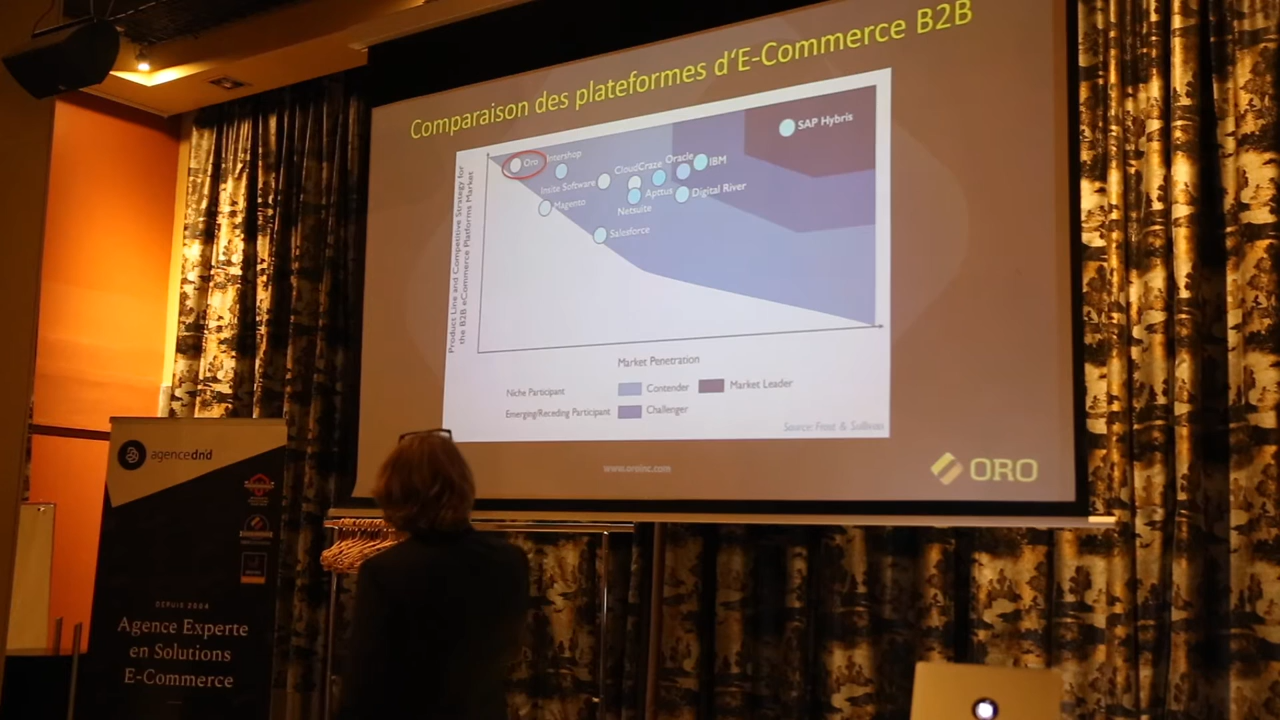 Comparaison des plateformes d'E-Commerce B2B
Product Line and Competitive Strategy for
the B2B eCommerce Platforms Market
Oro
Intershop
SAP Hybris
CloudCraze
Oracle
IBM
Insite Software
Apttus
Digital River
Magento
Netsuite
Salesforce
Market Penetration
Niche Participant
Contender
Market Leader
Emerging/Receding Participant
Challenger
Source: Frost & Sullivan
www.oroinc.com
ORO
agencednd
DEPUIS 2004
Agence Experte
en Solutions
E-Commerce